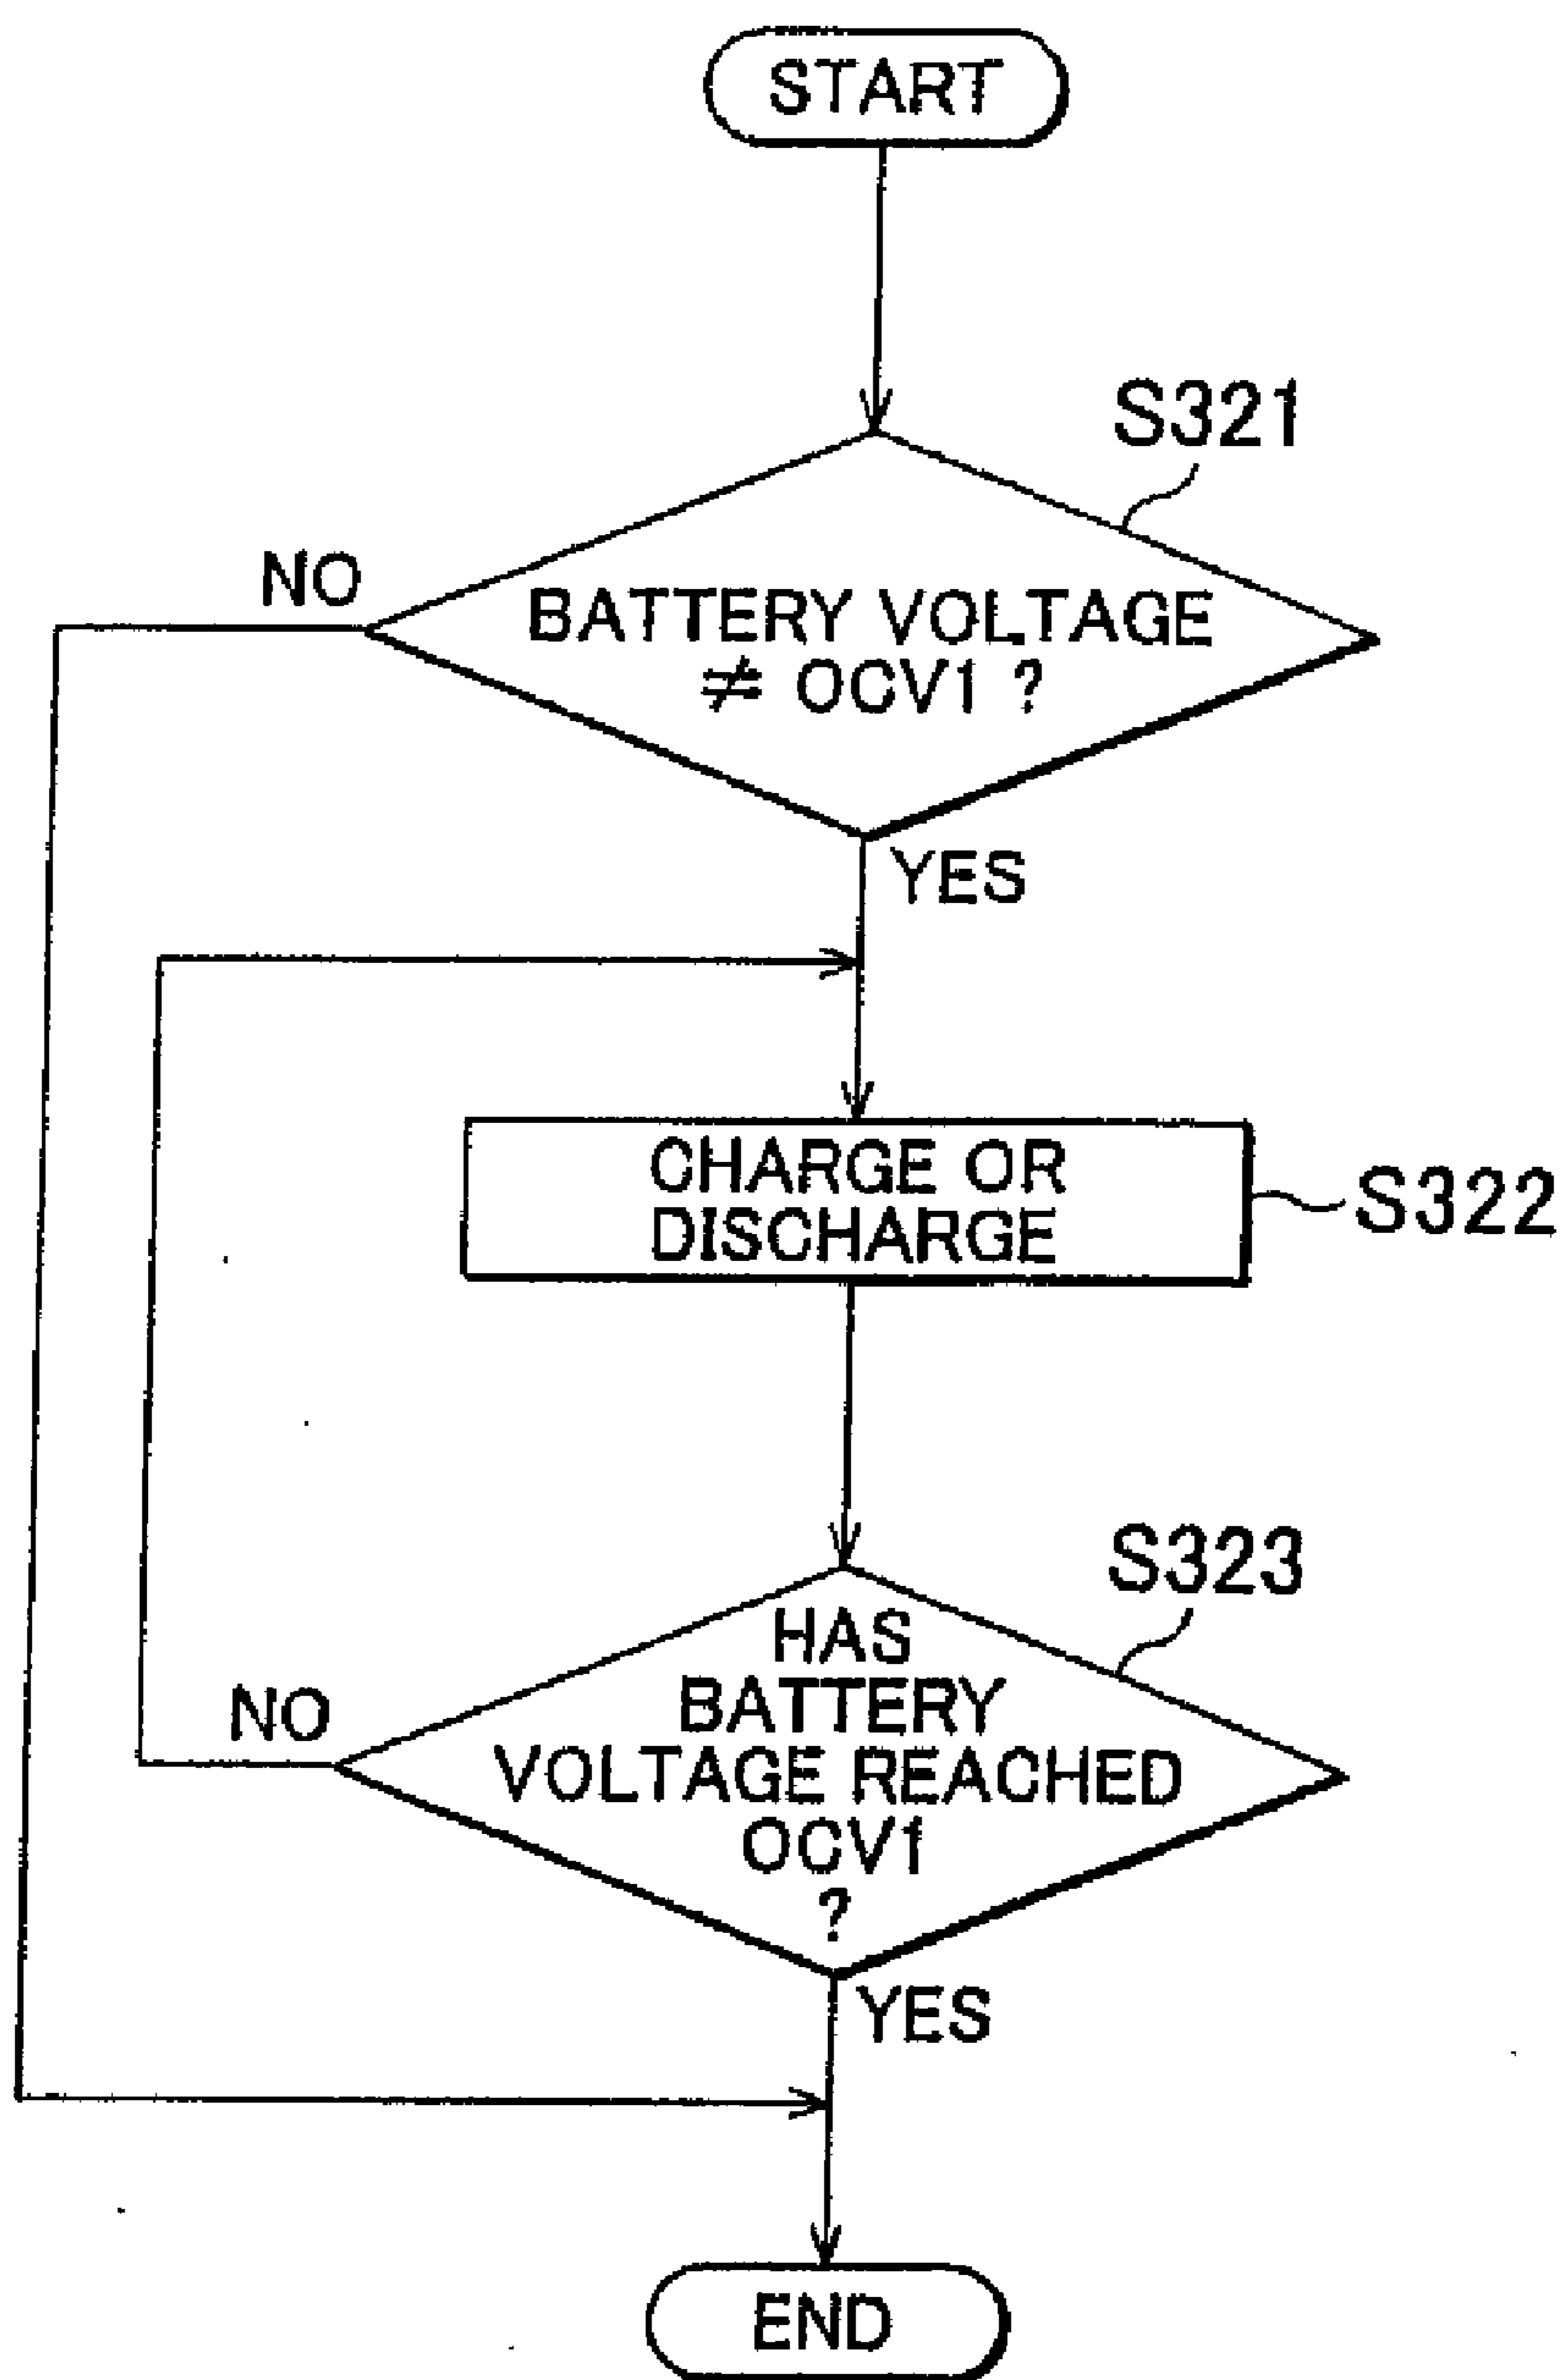 START
S321
NO
BATTERY VOLTAGE
≠ OCV1 ?
YES
CHARGE OR
DISCHARGE
S322
S323
HAS
BATTERY
VOLTAGE REACHED
OCV1
?
NO
YES
END